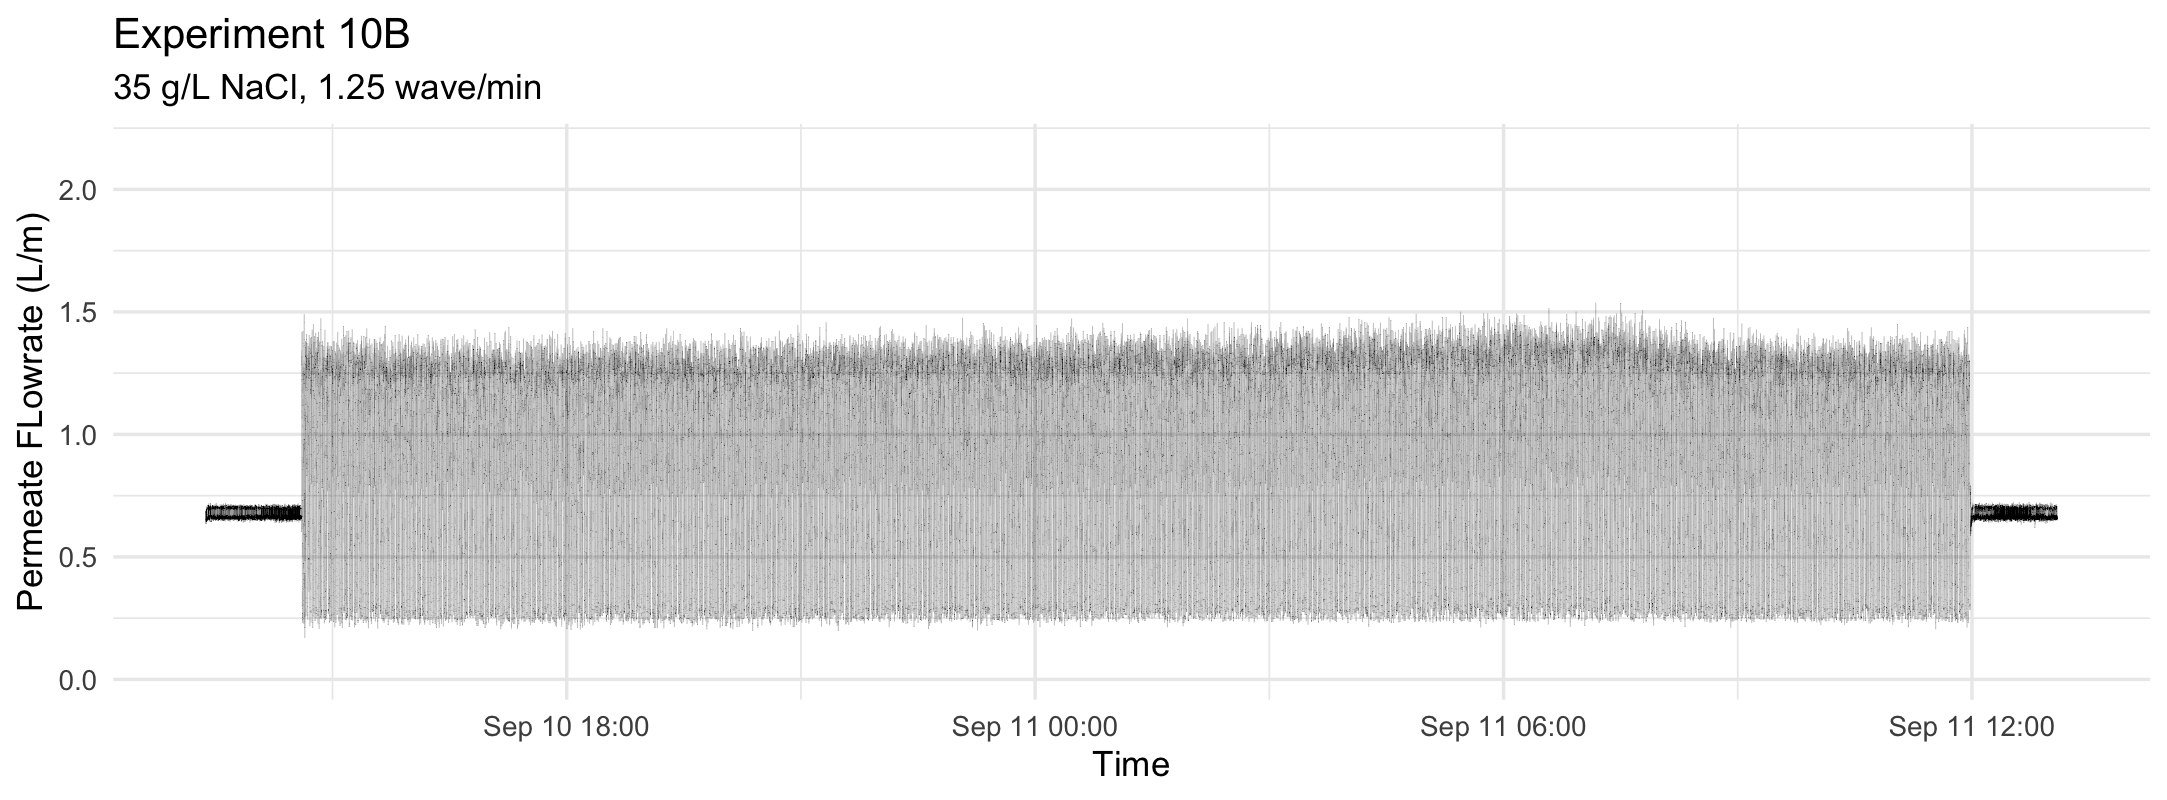 Experiment 10B
35 g/L NaCl, 1.25 wave/min
Permeate FLowrate (L/m)
2.0
1.5
1.0
0.5
0.0
Sep 10 18:00 Sep 11 00:00 Sep 11 06:00 Sep 11 12:00
Time